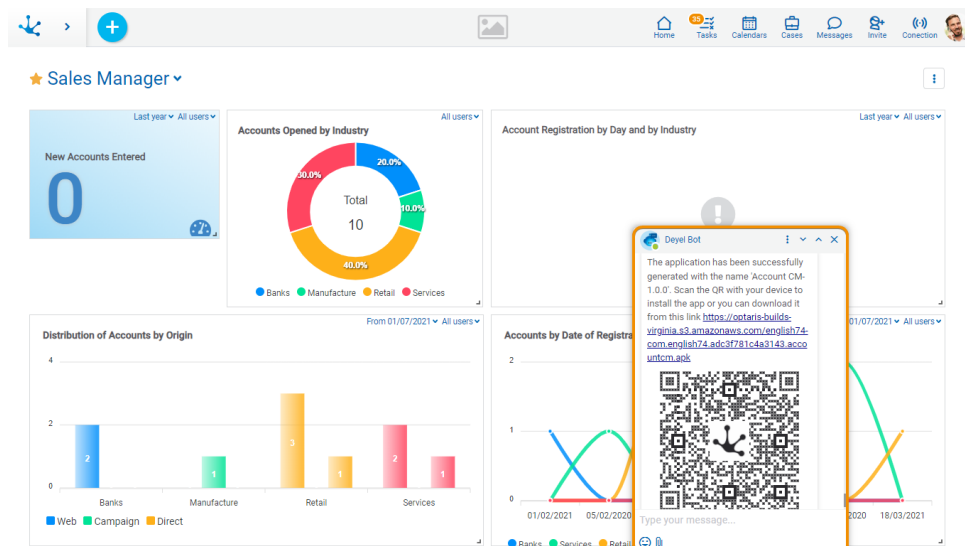 35
Home
Tasks
Calendars
Cases
Messages
Invite
Conection
Sales Manager
Last year All users
New Accounts Entered
0
Accounts Opened by Industry
All users
20.0%
10.0%
40.0%
30.0%
Total
10
Banks Manufacture Retail Services
Account Registration by Day and by Industry
Last year All users
Distribution of Accounts by Origin
From 01/07/2021 All users
4
2
0
2
1
3
1
2
1
Banks Manufacture Retail Services
Web Campaign Direct
Accounts by Date of Registra
01/07/2021 All users
2
1
0
01/02/2021 05/02/2020
2020 18/03/2021
Banks Services Retail
Deyel Bot
The application has been successfully
generated with the name 'Account CM-
1.0.0'. Scan the QR with your device to
install the app or you can download it
from this link https://optaris-builds-
virginia.s3.amazonaws.com/english74-
com.english74.adc3f781c4a3143.acco
untcm.apk
Type your message...